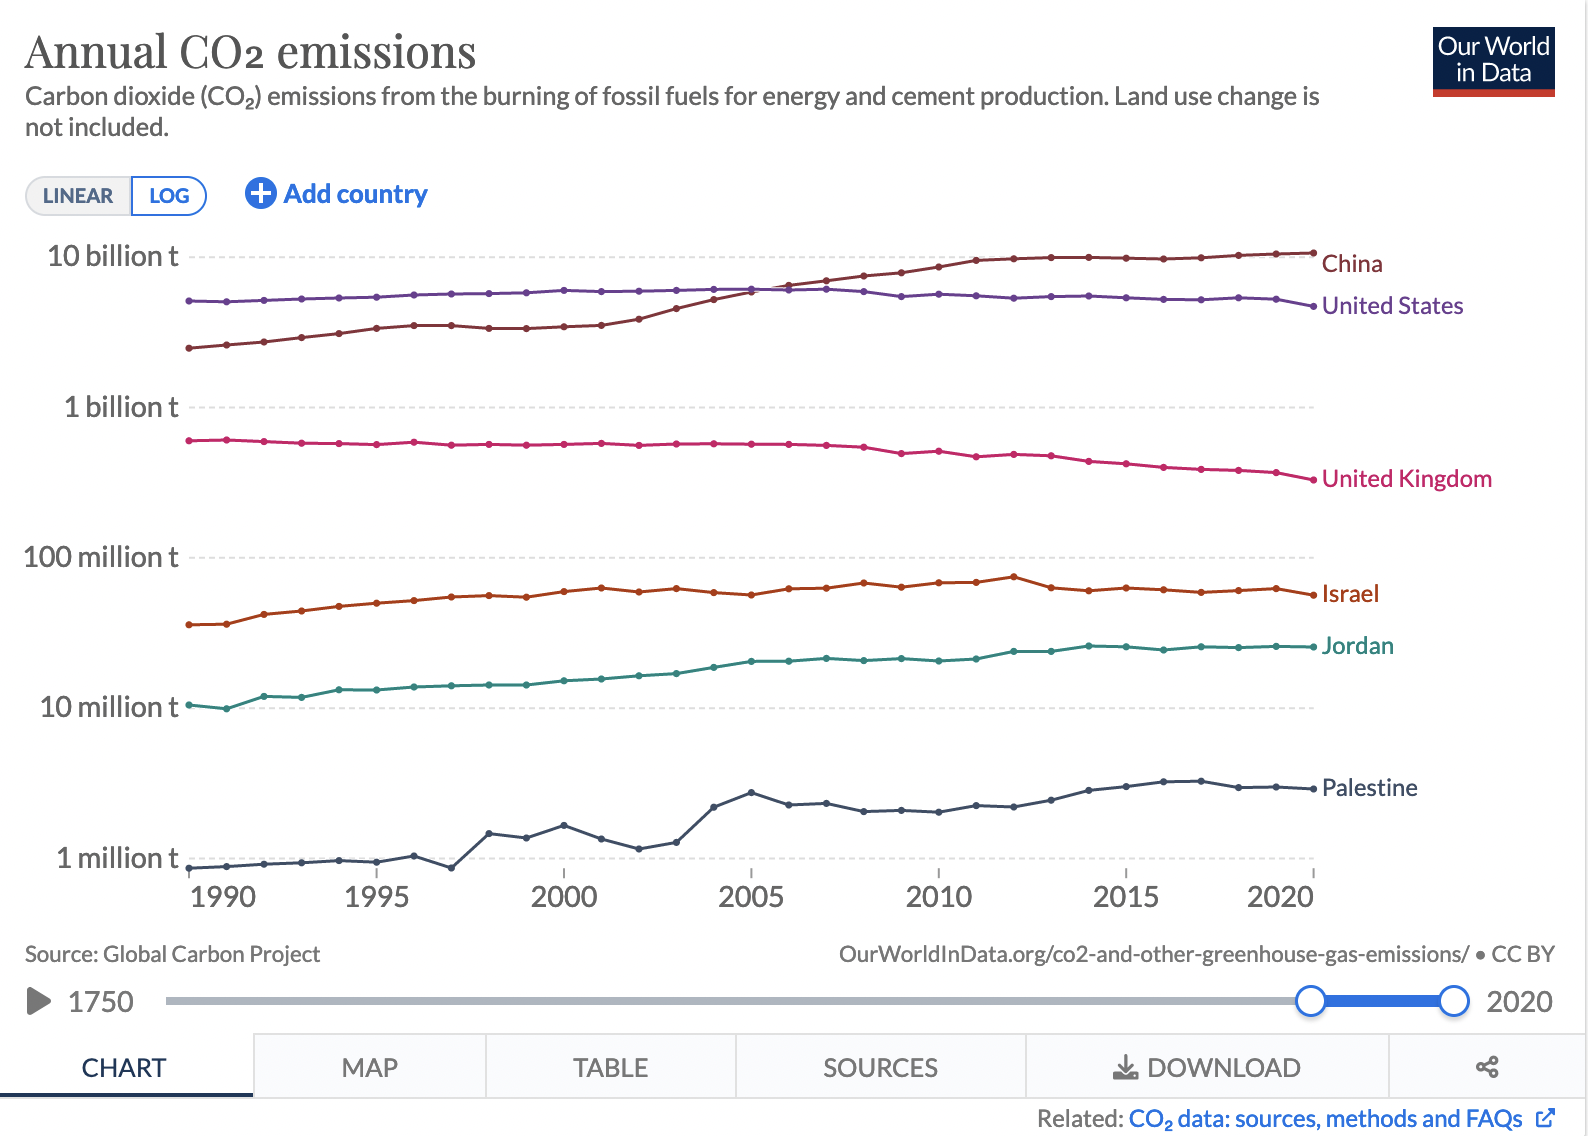 Annual CO2 emissions
Our World
in Data
Carbon dioxide (CO₂) emissions from the burning of fossil fuels for energy and cement production. Land use change is
not included.
LINEAR
LOG
Add country
10 billion t
1 billion t
100 million t
10 million t
1 million t
China
United States
United Kingdom
Israel
Jordan
Palestine
1990 1995 2000 2005 2010 2015 2020
Source: Global Carbon Project
OurWorldInData.org/co2-and-other-greenhouse-gas-emissions/ • CC BY
1750
2020
CHART
MAP
TABLE
SOURCES
DOWNLOAD
Related: CO₂ data: sources, methods and FAQs